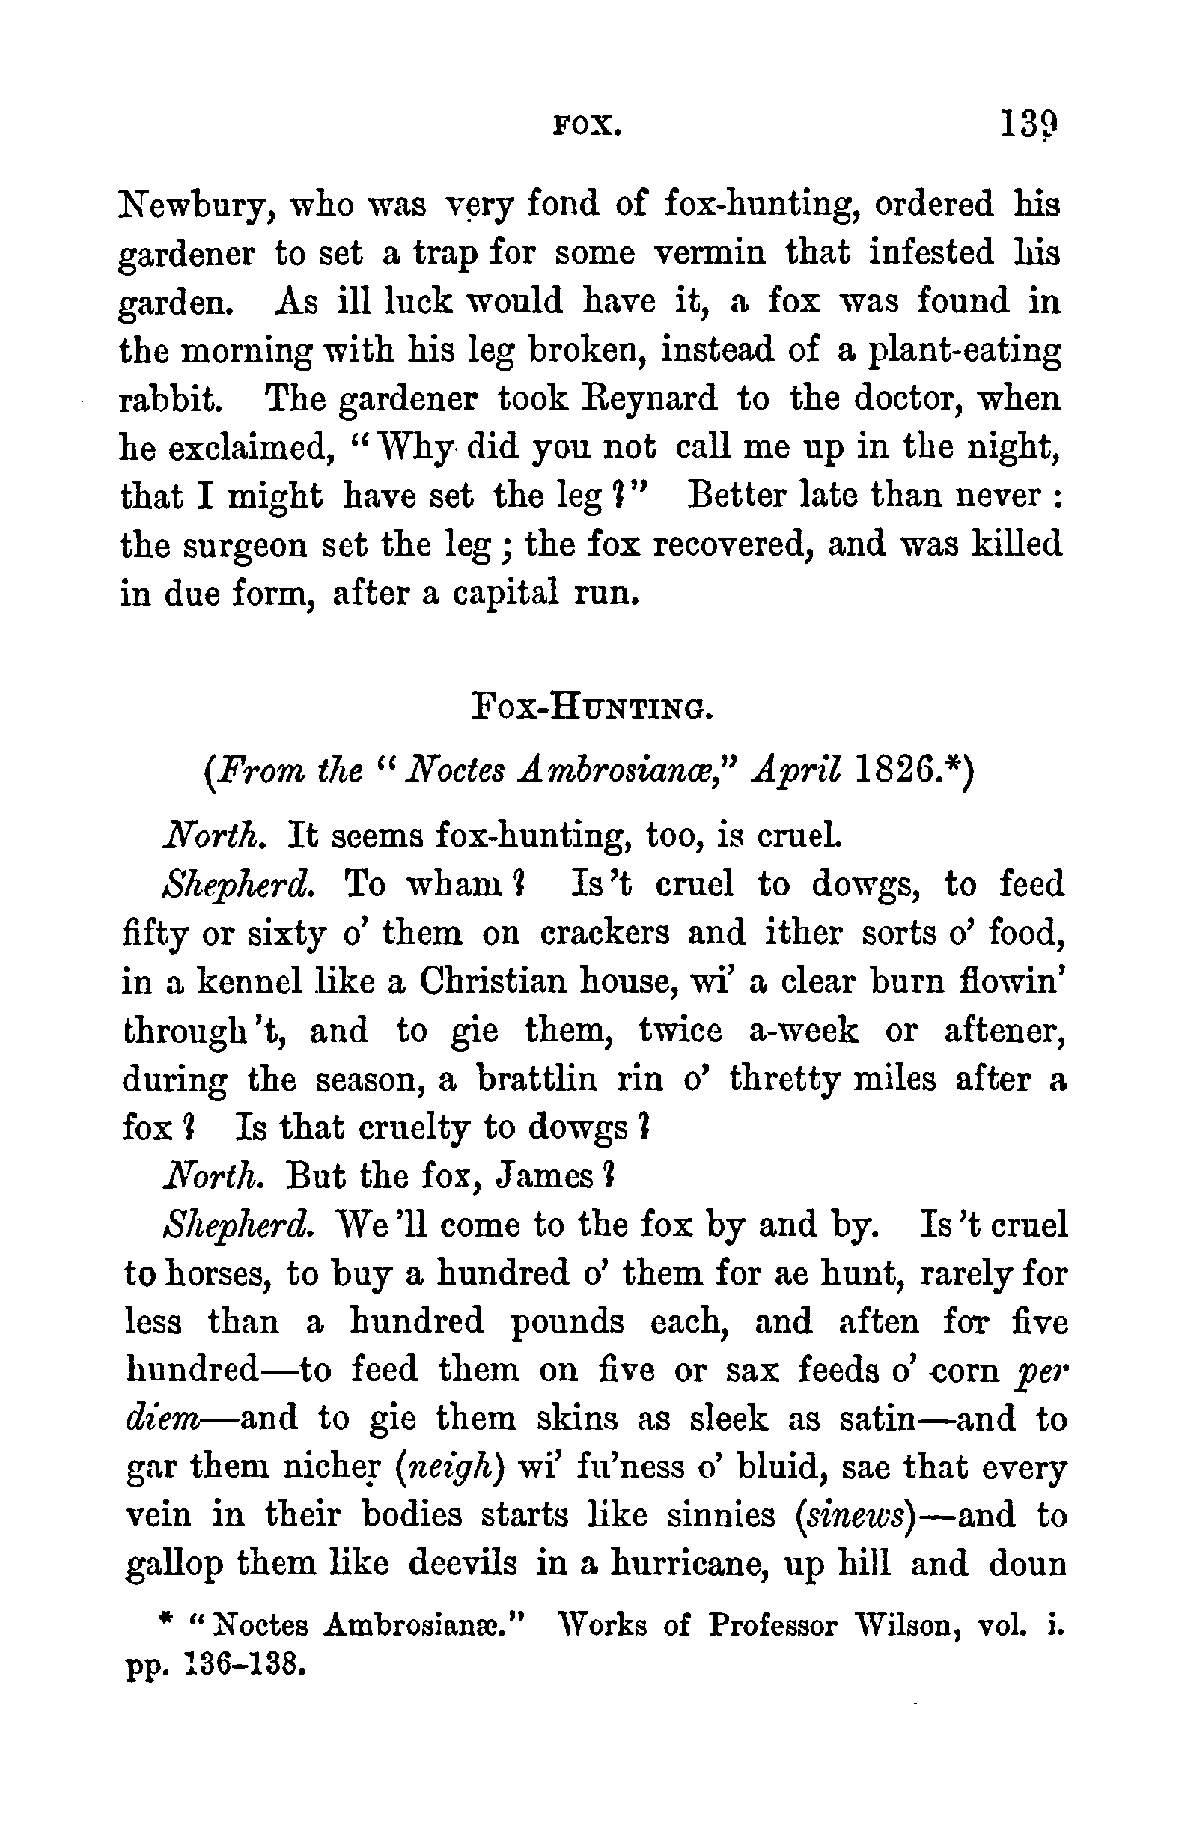 FOX. 139
Newbury, who was very fond of fox-hunting, ordered his
gardener to set a trap for some vermin that infested his
garden. As ill luck would have it, a fox was found in
the morning with his leg broken, instead of a plant-eating
rabbit. The gardener took Reynard to the doctor, when
he exclaimed, "Why did you not call me up in the night,
that I might have set the leg?" Better late than never:
the surgeon set the leg; the fox recovered, and was killed
in due form, after a capital run.
FOX-HUNTING.
(From the "Noctes Ambrosianæ," April 1826.*)
North. It seems fox-hunting, too, is cruel.
Shepherd. To wham? Is't cruel to dowgs, to feed
fifty or sixty o' them on crackers and ither sorts o' food,
in a kennel like a Christian house, wi' a clear burn flowin'
through't, and to gie them, twice a-week or aftener,
during the season, a brattlin rin o' thretty miles after a
fox? Is that cruelty to dowgs?
North. But the fox, James?
Shepherd. We'll come to the fox by and by. Is't cruel
to horses, to buy a hundred o' them for ae hunt, rarely for
less than a hundred pounds each, and aften for five
hundred—to feed them on five or sax feeds o' corn per
diem—and to gie them skins as sleek as satin—and to
gar them nicher (neigh) wi' fu'ness o' bluid, sae that every
vein in their bodies starts like sinnies (sinews)—and to
gallop them like deevils in a hurricane, up hill and doun
* "Noctes Ambrosianæ." Works of Professor Wilson, vol. i.
pp. 136-138.